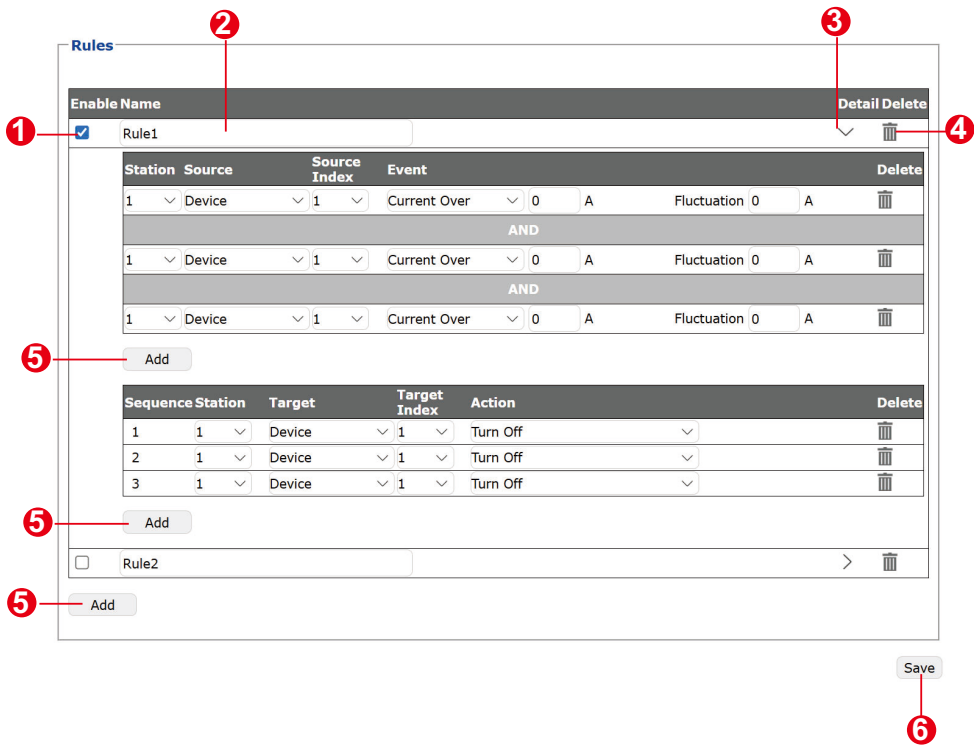 2 3
Rules
Enable Name Detail Delete
1 Rule1 4
Station Source Source Index Event Delete
1 Device 1 Current Over 0 A Fluctuation 0 A
AND
1 Device 1 Current Over 0 A Fluctuation 0 A
AND
1 Device 1 Current Over 0 A Fluctuation 0 A
5 Add
Sequence Station Target Target Index Action Delete
1 1 Device 1 Turn Off
2 1 Device 1 Turn Off
3 1 Device 1 Turn Off
5 Add
Rule2
5 Add
Save
6